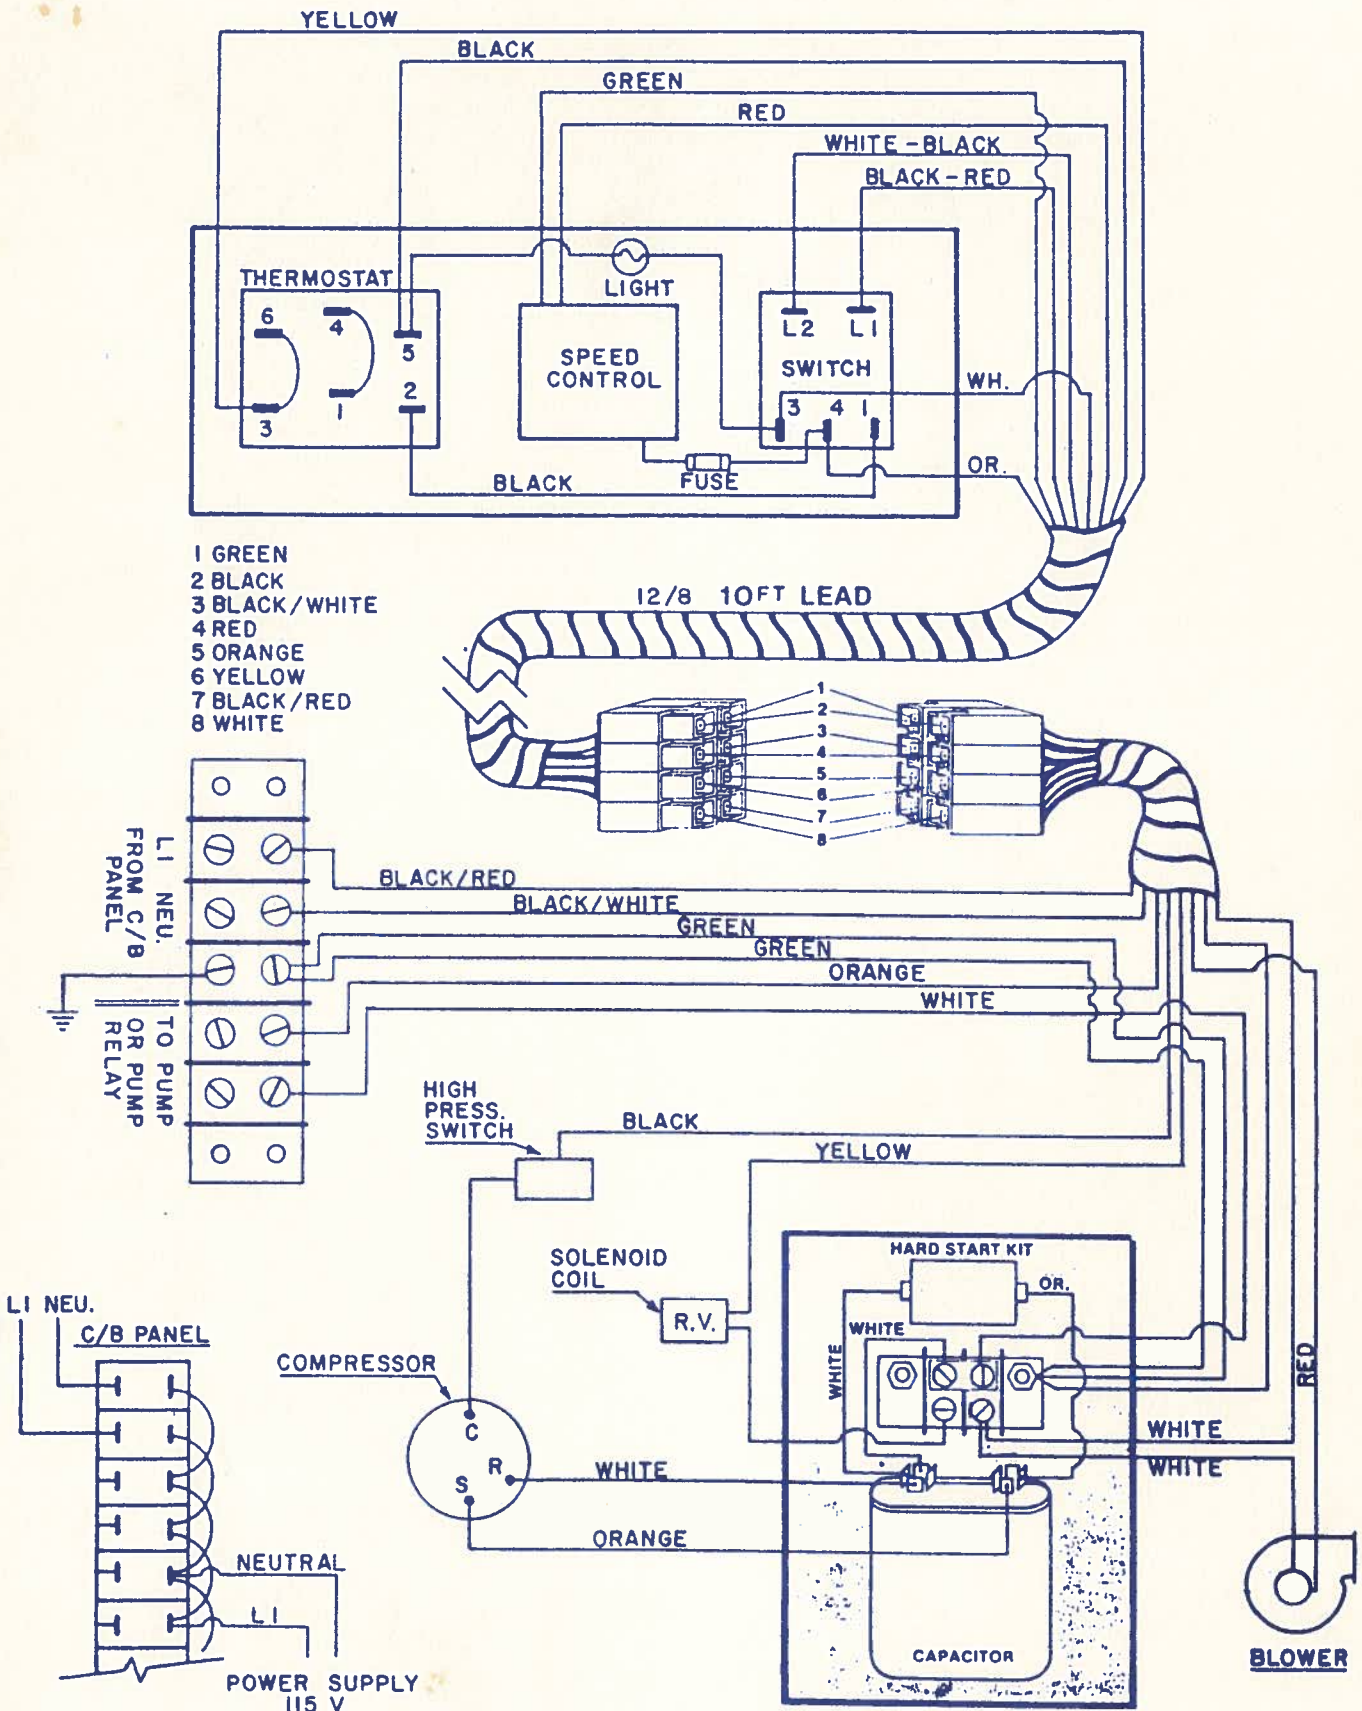 YELLOW
BLACK
GREEN
RED
WHITE - BLACK
BLACK - RED
THERMOSTAT
LIGHT
6
4
5
2
1
3
SPEED
CONTROL
L2 L1
SWITCH
3 4 1
WH.
OR.
FUSE
BLACK
1 GREEN
2 BLACK
3 BLACK/WHITE
4 RED
5 ORANGE
6 YELLOW
7 BLACK/RED
8 WHITE
12/8 10FT LEAD
1
2
3
4
5
6
7
8
L1 NEU.
FROM C/B
PANEL
TO PUMP
OR PUMP
RELAY
BLACK/RED
BLACK/WHITE
GREEN
GREEN
ORANGE
WHITE
HIGH
PRESS.
SWITCH
BLACK
YELLOW
SOLENOID
COIL
R.V.
HARD START KIT
OR.
WHITE
WHITE
RED
L1 NEU.
C/B PANEL
COMPRESSOR
C
R
S
WHITE
ORANGE
WHITE
WHITE
NEUTRAL
L1
POWER SUPPLY
115 V
CAPACITOR
BLOWER